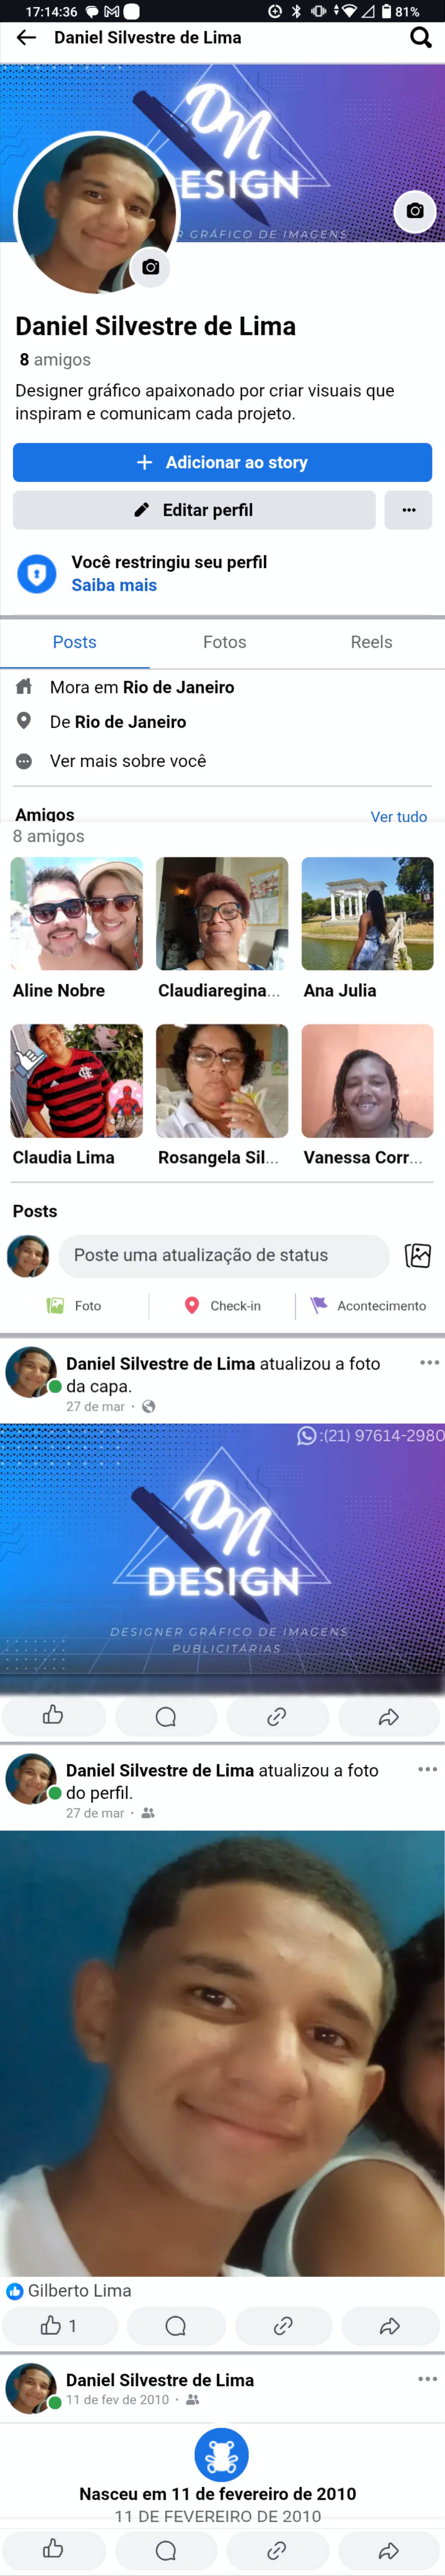 17:14:36
81%
Daniel Silvestre de Lima
DN
ESIGN
R GRÁFICO DE IMAGENS
Daniel Silvestre de Lima
8 amigos
Designer gráfico apaixonado por criar visuais que
inspiram e comunicam cada projeto.
+ Adicionar ao story
Editar perfil
Você restringiu seu perfil
Saiba mais
Posts Fotos Reels
Mora em Rio de Janeiro
De Rio de Janeiro
Ver mais sobre você
Amigos Ver tudo
8 amigos
Aline Nobre Claudiaregina... Ana Julia
Claudia Lima Rosangela Sil... Vanessa Corr...
Posts
Poste uma atualização de status
Foto Check-in Acontecimento
Daniel Silvestre de Lima atualizou a foto
da capa.
27 de mar ·
:(21) 97614-2980
DN
DESIGN
DESIGNER GRÁFICO DE IMAGENS
PUBLICITÁRIAS
Daniel Silvestre de Lima atualizou a foto
do perfil.
27 de mar ·
Gilberto Lima
1
Daniel Silvestre de Lima
11 de fev de 2010 ·
Nasceu em 11 de fevereiro de 2010
11 DE FEVEREIRO DE 2010